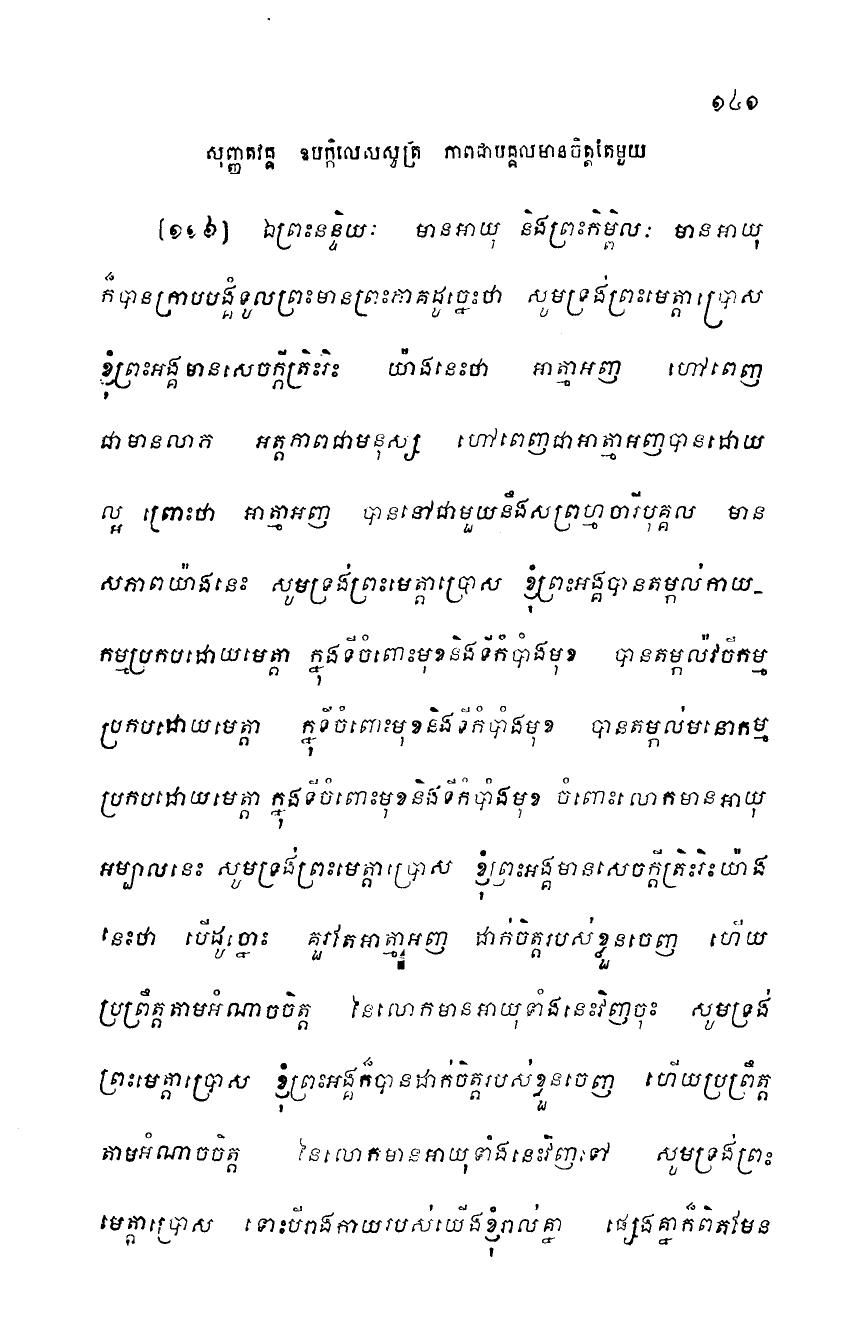 ១៤១
សុញ្ញតវគ្គ ឧបក្កិលេសសូត្រ ភាពជាបុគ្គលមានចិត្តតែមួយ
(១១៦) ឯព្រះនន្ទិយៈ មានអាយុ និងព្រះកិម្ពិលៈ មានអាយុ
ក៏បានក្រាបបង្គំទូលព្រះមានព្រះភាគដូច្នេះថា សូមទ្រង់ព្រះមេត្តាប្រោស
ខ្ញុំព្រះអង្គមានសេចក្តីត្រិះរិះ យ៉ាងនេះថា អាត្មាអញ ហៅពេញ
ជាមានលាភ អត្តភាពជាមនុស្ស ហៅពេញជាអាត្មាអញបានដោយ
ល្អ ព្រោះថា អាត្មាអញ បាននៅជាមួយនឹងសព្រហ្មចារីបុគ្គល មាន
សភាពយ៉ាងនេះ សូមទ្រង់ព្រះមេត្តាប្រោស ខ្ញុំព្រះអង្គបានតម្កល់កាយ-
កម្មប្រកបដោយមេត្តា ក្នុងទីចំពោះមុខនិងទីកំបាំងមុខ បានតម្កល់វចីកម្ម
ប្រកបដោយមេត្តា ក្នុទីចំពោះមុខនិងទីកំបាំងមុខ បានតម្កល់មនោកម្ម
ប្រកបដោយមេត្តា ក្នុងទីចំពោះមុខនិងទីកំបាំងមុខ ចំពោះលោកមានអាយុ
អម្បាលនេះ សូមទ្រង់ព្រះមេត្តាប្រោស ខ្ញុំព្រះអង្គមានសេចក្តីត្រិះរិះយ៉ាង
នេះថា បើដូច្នោះ គួរតែអាត្មាអញ ដាក់ចិត្តរបស់ខ្លួនចេញ ហើយ
ប្រព្រឹត្តតាមអំណាចចិត្ត នៃលោកមានអាយុទាំងនេះវិញចុះ សូមទ្រង់
ព្រះមេត្តាប្រោស ខ្ញុំព្រះអង្គក៏បានដាក់ចិត្តរបស់ខ្លួនចេញ ហើយប្រព្រឹត្ត
តាមអំណាចចិត្ត នៃលោកមានអាយុទាំងនេះវិញទៅ សូមទ្រង់ព្រះ
មេត្តាប្រោស ទោះបីរាងកាយរបស់យើងខ្ញុំរាល់គ្នា ផ្សេងគ្នាក៏ពិតមែន